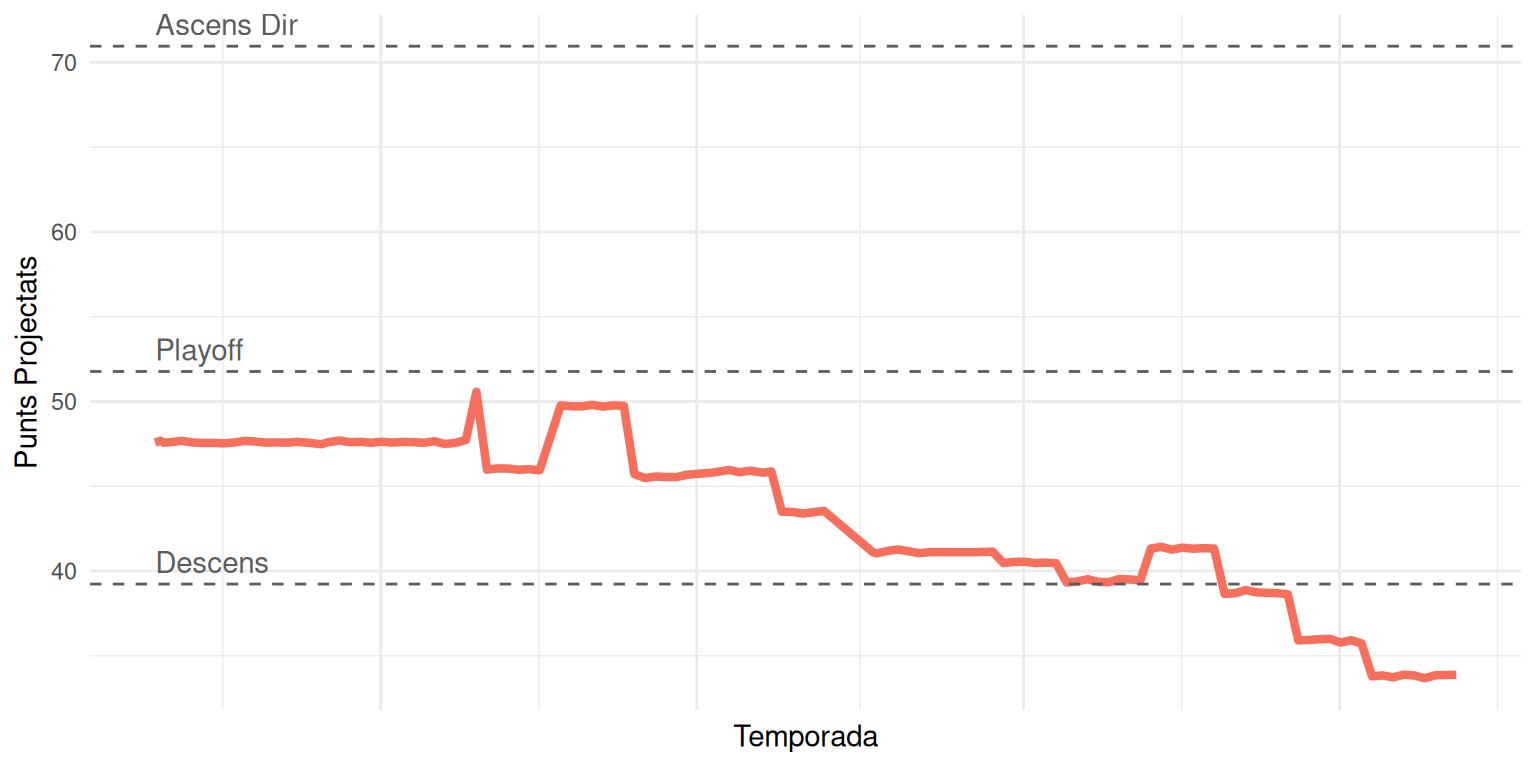 Ascens Dir
70
60
Playoff
50
Descens
40
Punts Projectats
Temporada